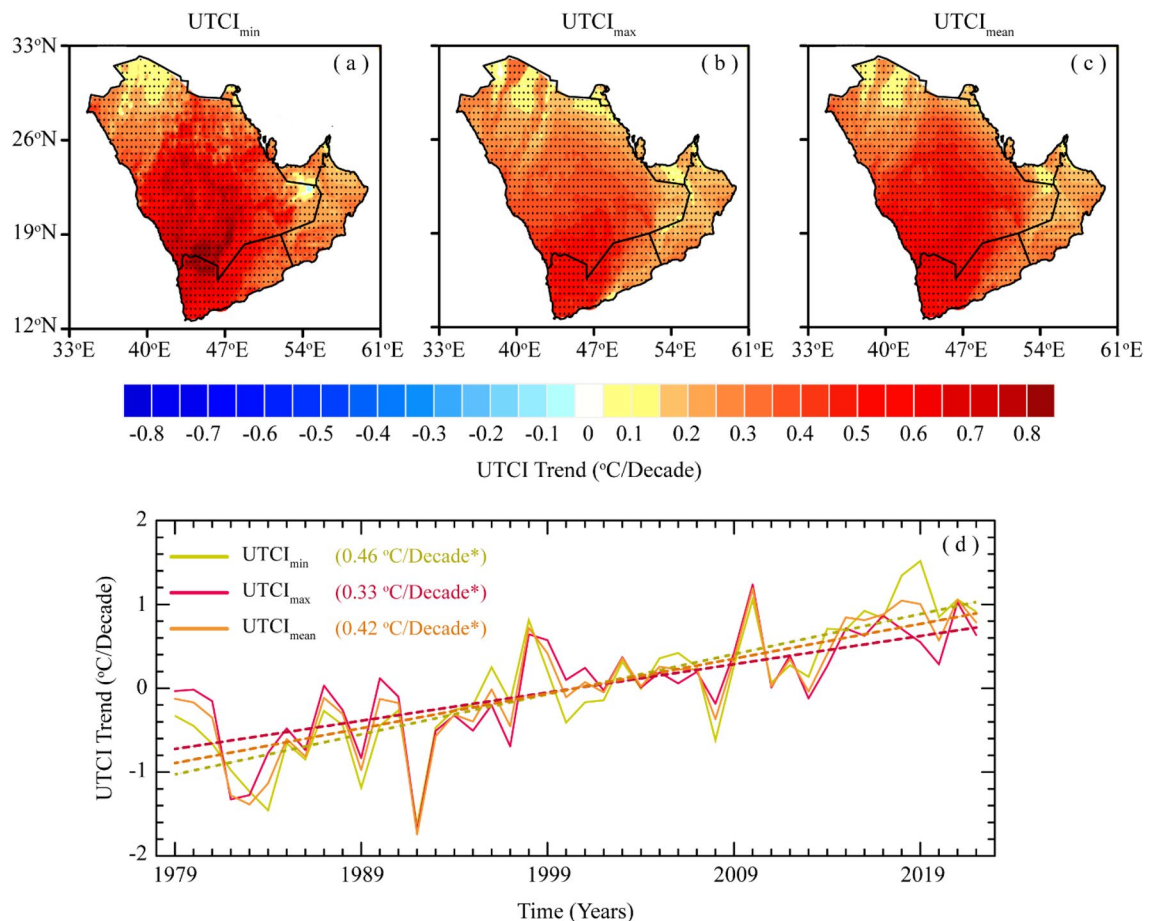 UTCImin UTCImax UTCImean
33°N ( a ) ( b ) ( c )
26°N
19°N
12°N
33°E 40°E 47°E 54°E 61°E 33°E 40°E 47°E 54°E 61°E 33°E 40°E 47°E 54°E 61°E
-0.8 -0.7 -0.6 -0.5 -0.4 -0.3 -0.2 -0.1 0 0.1 0.2 0.3 0.4 0.5 0.6 0.7 0.8
UTCI Trend (°C/Decade)
2 ( d )
UTCImin (0.46 °C/Decade*)
UTCImax (0.33 °C/Decade*)
1
UTCImean (0.42 °C/Decade*)
0
-1
-2
UTCI Trend (°C/Decade)
1979 1989 1999 2009 2019
Time (Years)